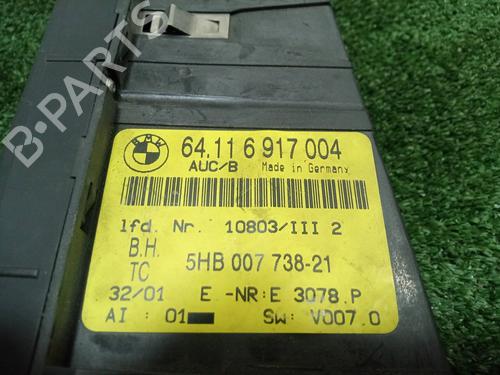 B-PARTS
BMW
64.11 6 917 004
AUC/B Made in Germany
lfd. Nr. 10803/III 2
B.H.
TC 5HB 007 738-21
32/01 E -NR:E 3078.P
AI : 01 SW: V007.0